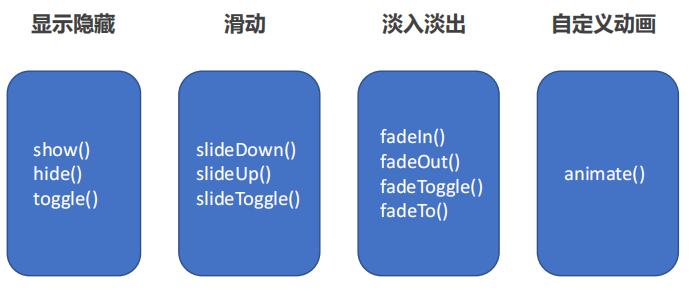 显示隐藏
滑动
淡入淡出
自定义动画
show()
hide()
toggle()
slideDown()
slideUp()
slideToggle()
fadeIn()
fadeOut()
fadeToggle()
fadeTo()
animate()